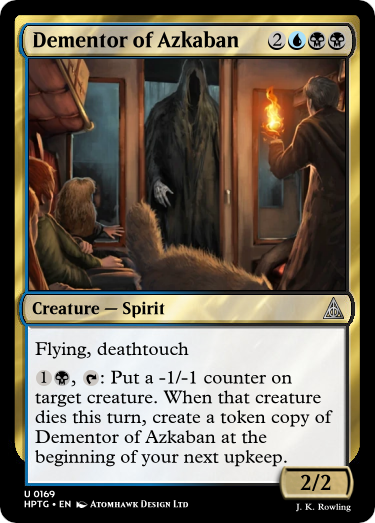 Dementor of Azkaban 2
Creature — Spirit
Flying, deathtouch
1, : Put a -1/-1 counter on
target creature. When that creature
dies this turn, create a token copy of
Dementor of Azkaban at the
beginning of your next upkeep.
2/2
U 0169
HPTG • EN Atomhawk Design Ltd
J. K. Rowling